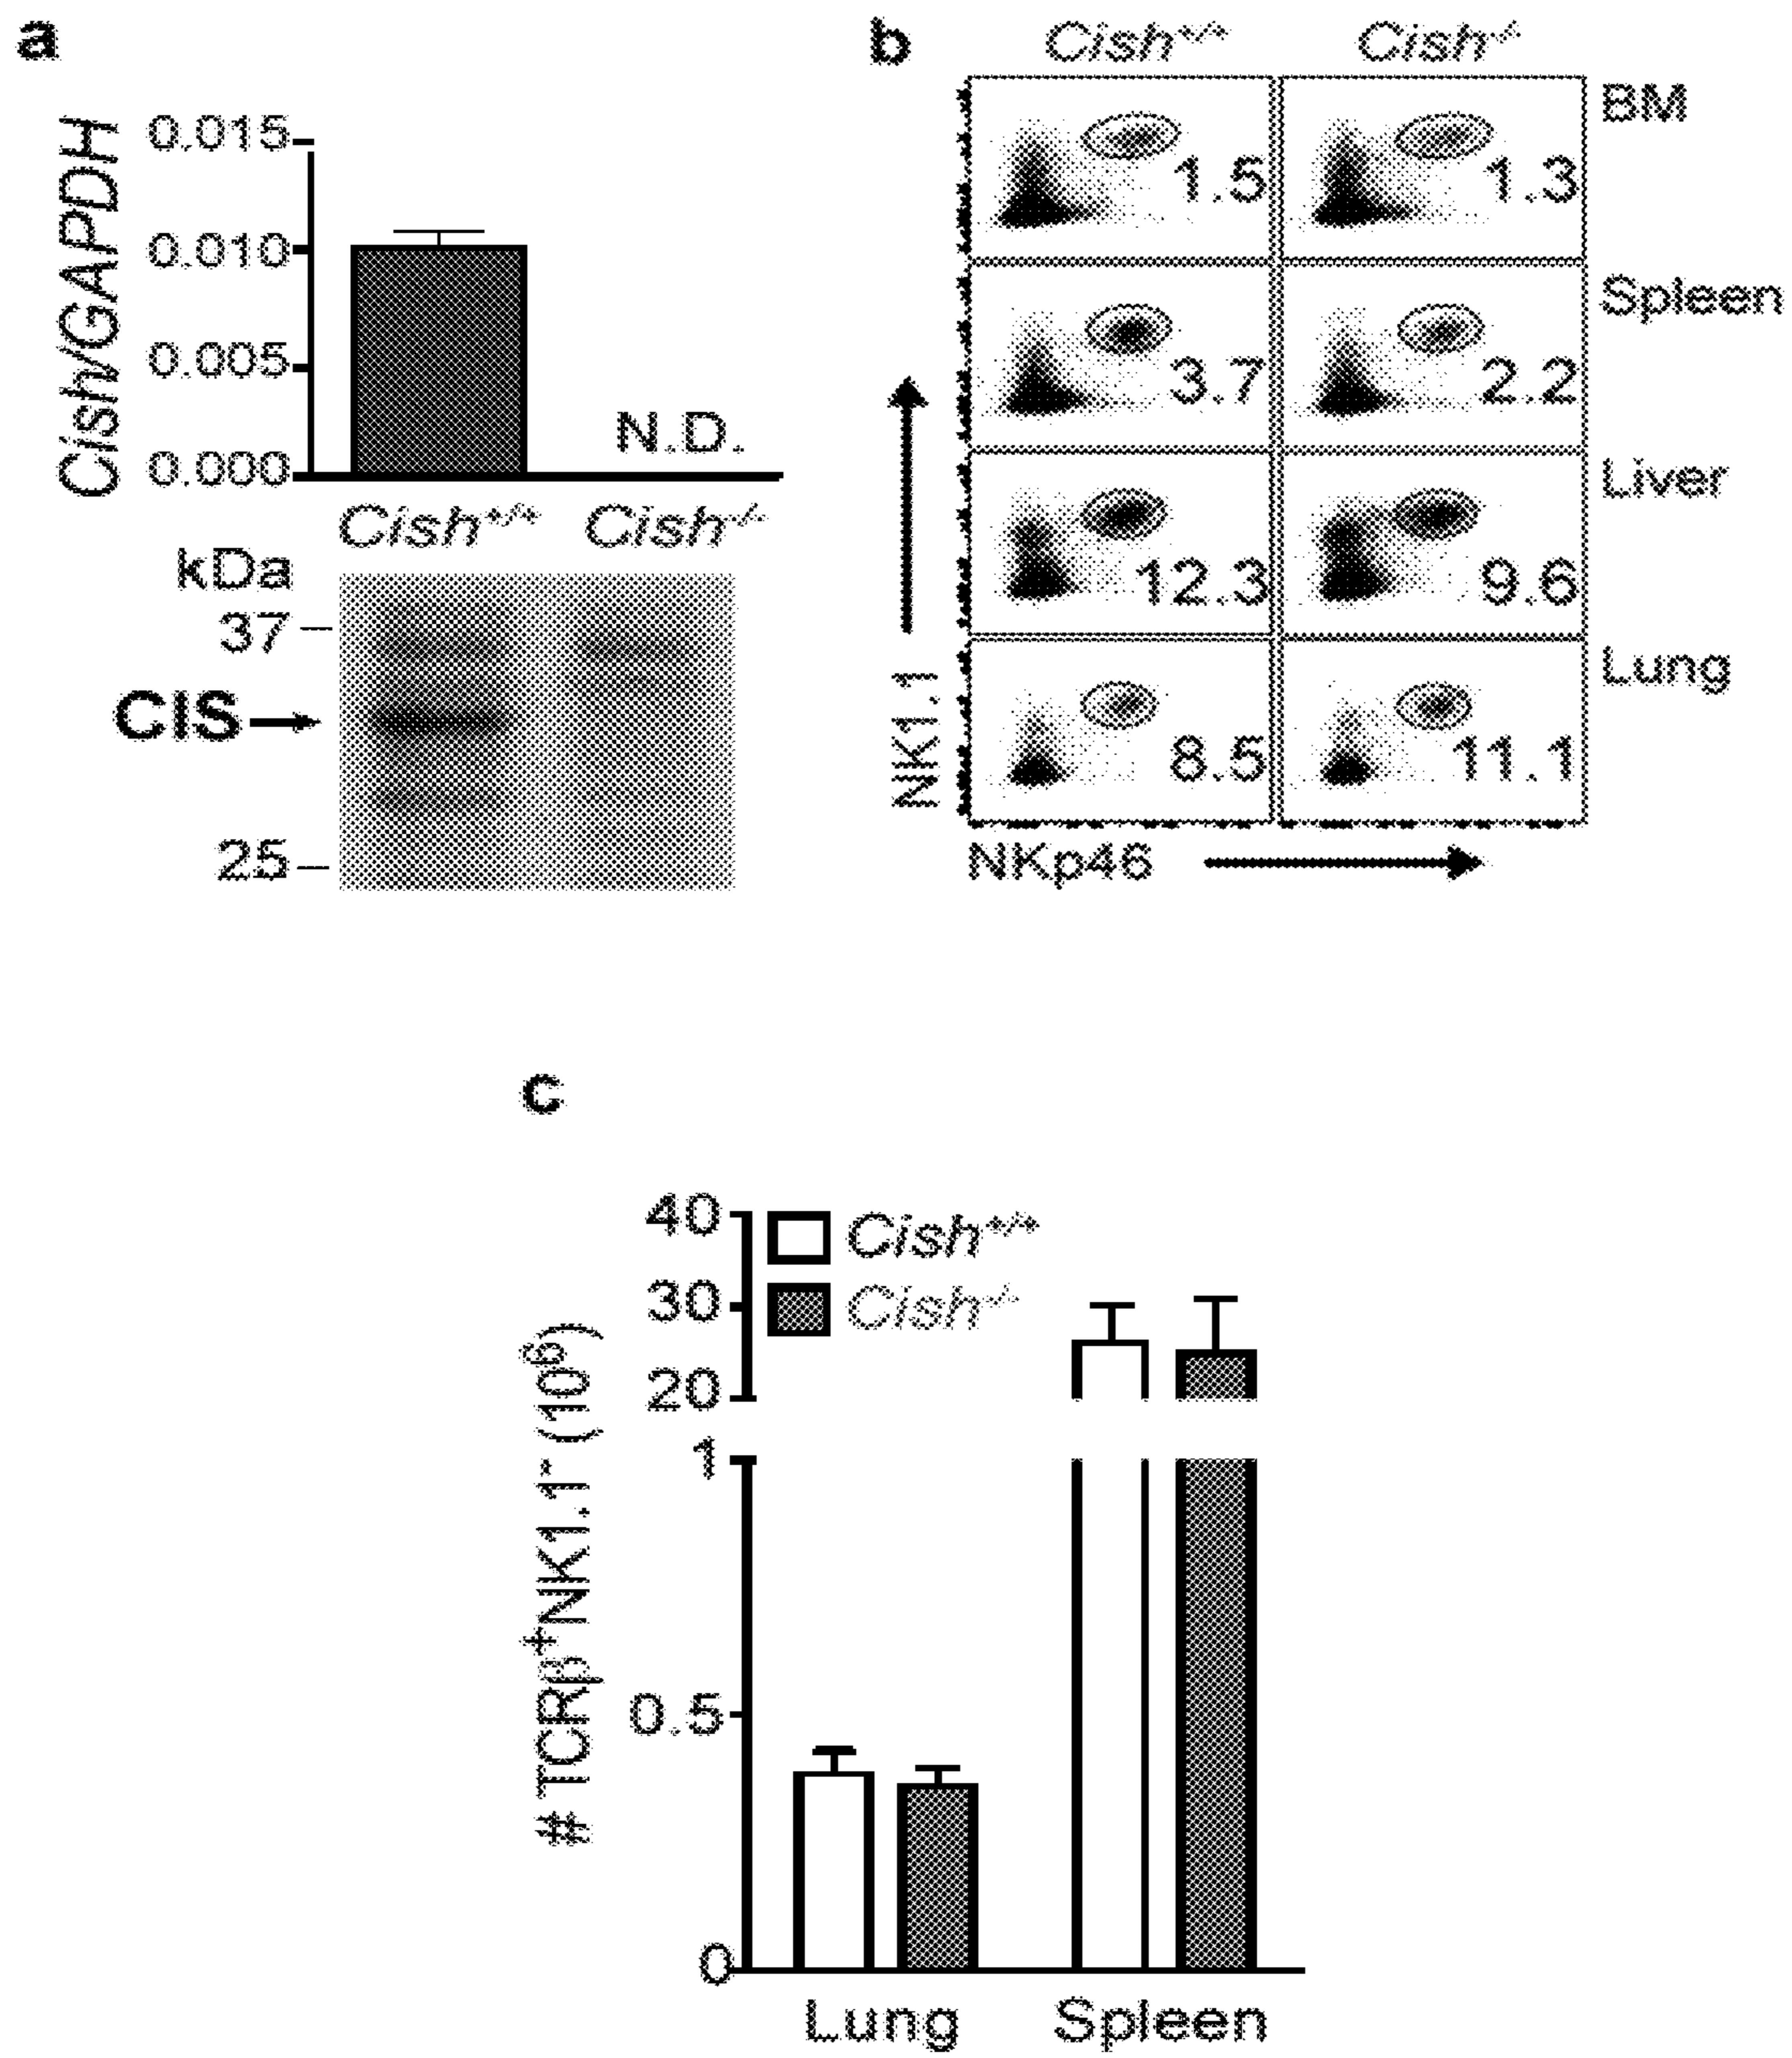 a
Cish/GAPDH
0.015
0.010
0.005
0.000
N.D.
Cish+/+ Cish-/-
kDa
37
CIS
25
b
Cish+/+ Cish-/-
1.5 1.3 BM
3.7 2.2 Spleen
12.3 9.6 Liver
8.5 11.1 Lung
NK1.1
NKp46
c
# TCRβ+NK1.1- (10⁶)
40
30
20
1
0.5
0
Cish+/+
Cish-/-
Lung Spleen